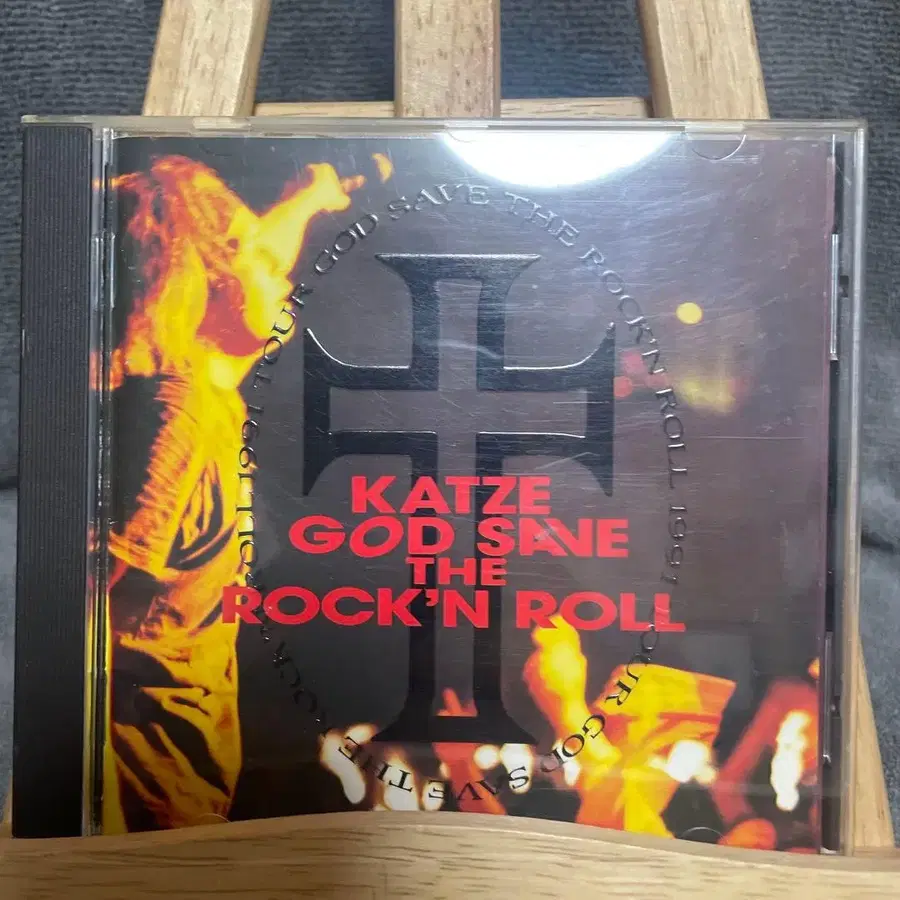 KATZE
GOD SAVE
THE
ROCK'N ROLL
TOUR GOD SAVE THE ROCK'N ROLL 1991 TOUR GOD SAVE THE ROCK'N ROLL 1991